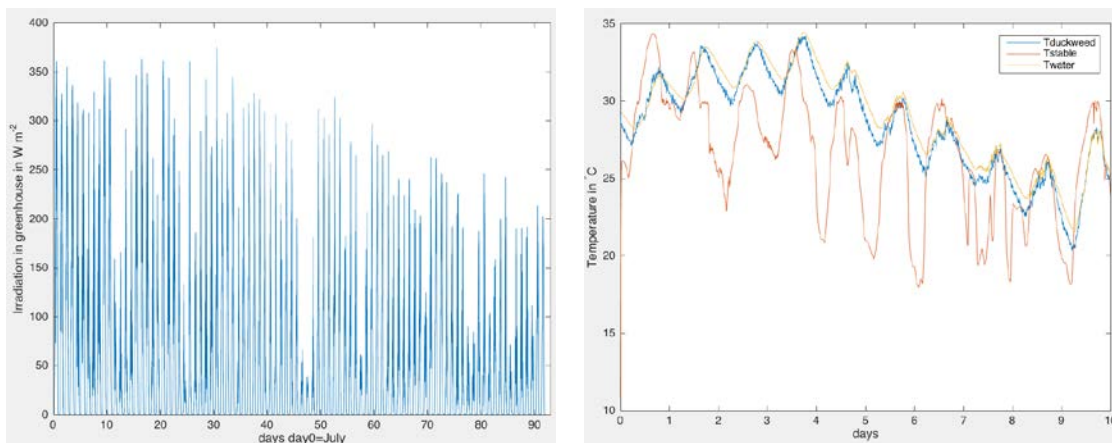 400
350
300
250
200
150
100
50
0
Irradiation in greenhouse in W m-2
0 10 20 30 40 50 60 70 80 90
days day0=July
35
30
25
20
15
10
Temperature in °C
Tduckweed
Tstable
Twater
0 1 2 3 4 5 6 7 8 9 10
days